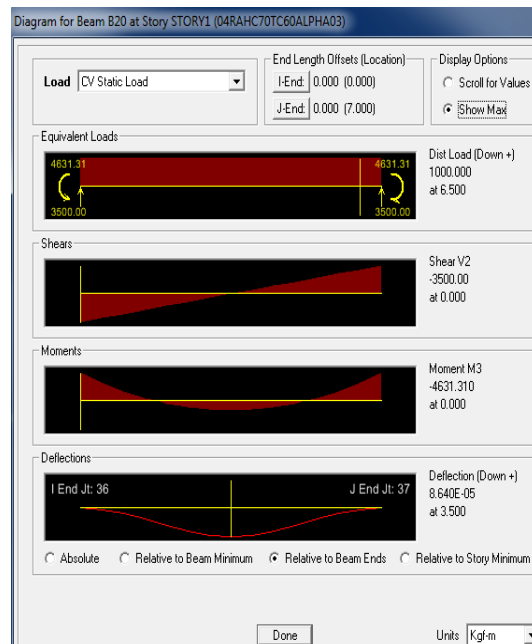 Diagram for Beam B20 at Story STORY1 (04RAHC70TC60ALPHA03)
Load CV Static Load
End Length Offsets (Location)
I-End: 0.000 (0.000)
J-End: 0.000 (7.000)
Display Options
Scroll for Values
Show Max
Equivalent Loads
4631.31
4631.31
3500.00
3500.00
Dist Load (Down +)
1000.000
at 6.500
Shears
Shear V2
-3500.00
at 0.000
Moments
Moment M3
-4631.310
at 0.000
Deflections
I End Jt: 36
J End Jt: 37
Deflection (Down +)
8.640E-05
at 3.500
Absolute
Relative to Beam Minimum
Relative to Beam Ends
Relative to Story Minimum
Done
Units Kgf-m